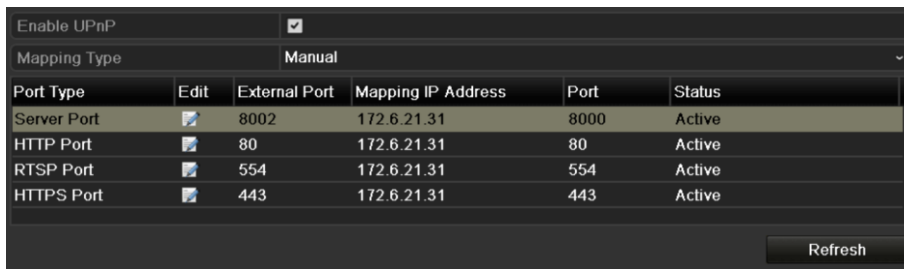 Enable UPnP
Mapping Type Manual
Port Type Edit External Port Mapping IP Address Port Status
Server Port 8002 172.6.21.31 8000 Active
HTTP Port 80 172.6.21.31 80 Active
RTSP Port 554 172.6.21.31 554 Active
HTTPS Port 443 172.6.21.31 443 Active
Refresh